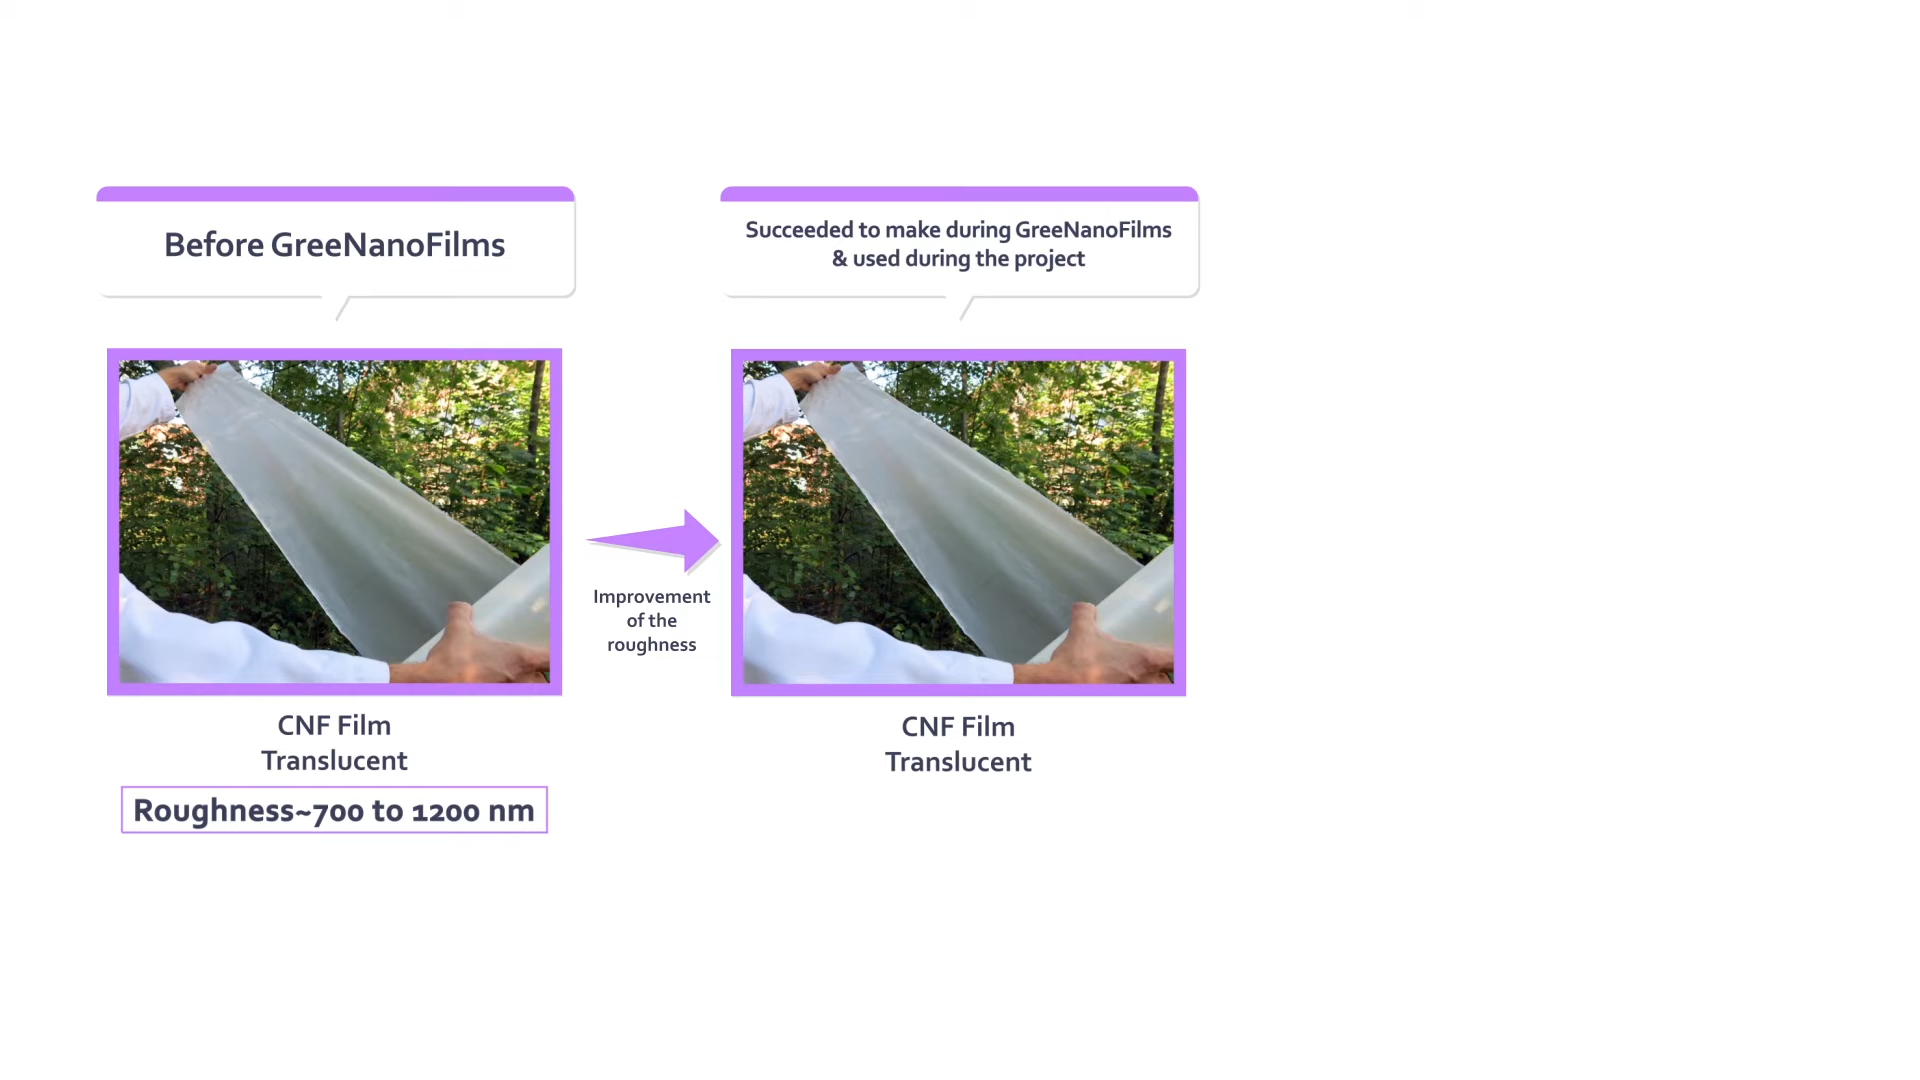 Before GreeNanoFilms
Succeeded to make during GreeNanoFilms
& used during the project
Improvement
of the
roughness
CNF Film
Translucent
Roughness~700 to 1200 nm
CNF Film
Translucent